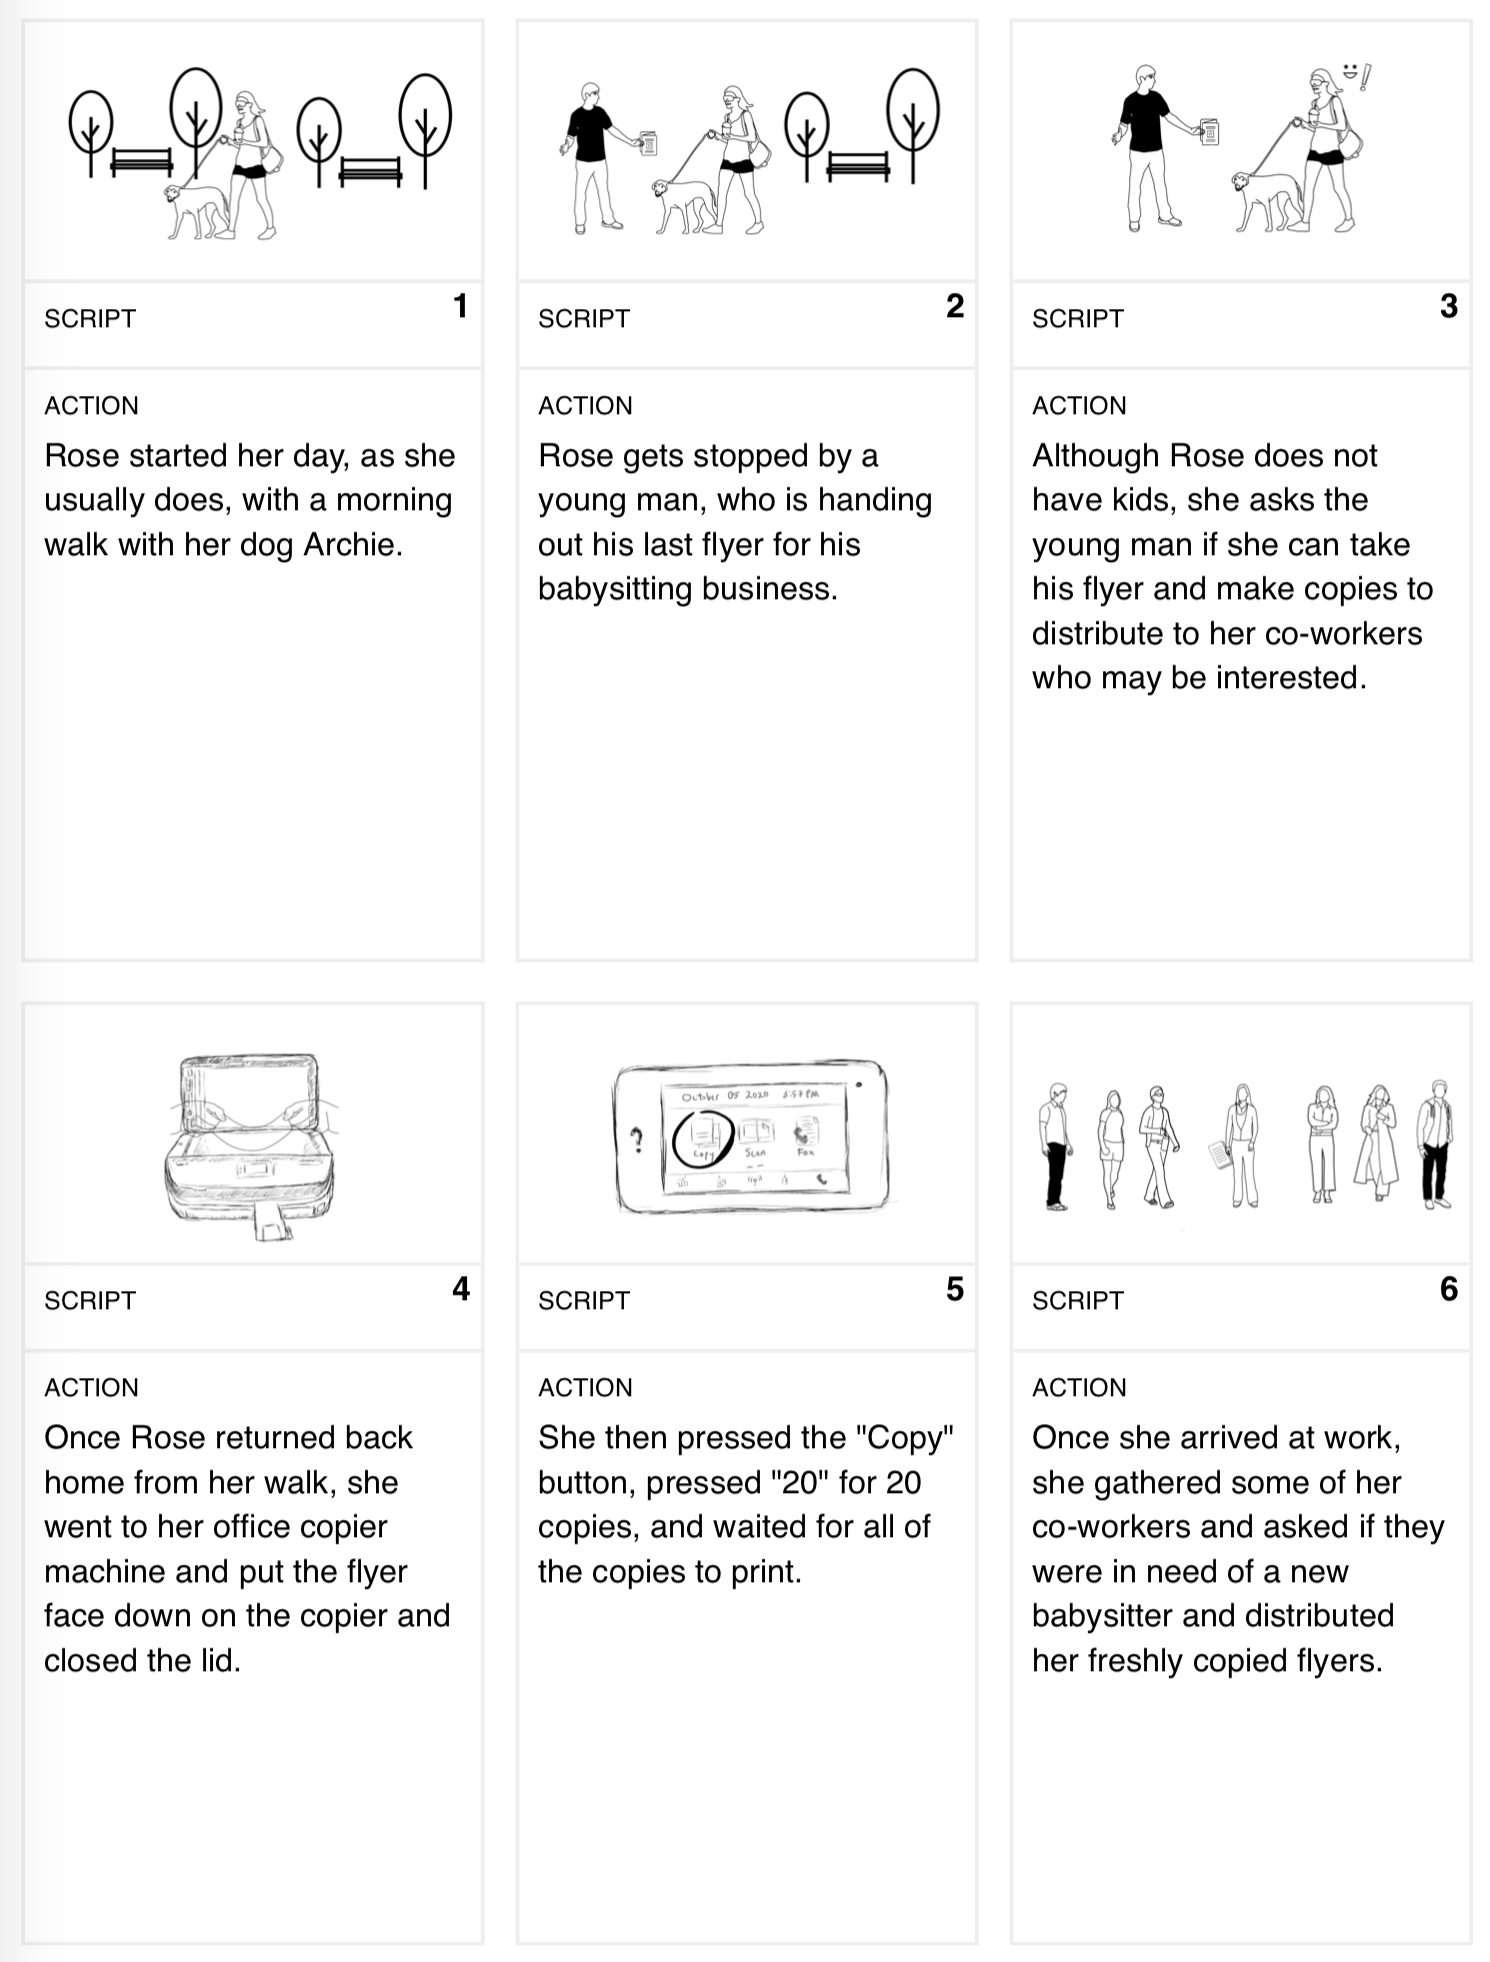 SCRIPT
1
ACTION
Rose started her day, as she
usually does, with a morning
walk with her dog Archie.
SCRIPT
2
ACTION
Rose gets stopped by a
young man, who is handing
out his last flyer for his
babysitting business.
!
SCRIPT
3
ACTION
Although Rose does not
have kids, she asks the
young man if she can take
his flyer and make copies to
distribute to her co-workers
who may be interested.
SCRIPT
4
ACTION
Once Rose returned back
home from her walk, she
went to her office copier
machine and put the flyer
face down on the copier and
closed the lid.
October 05 2020 3:57 PM
?
Copy Scan Fax
SCRIPT
5
ACTION
She then pressed the "Copy"
button, pressed "20" for 20
copies, and waited for all of
the copies to print.
SCRIPT
6
ACTION
Once she arrived at work,
she gathered some of her
co-workers and asked if they
were in need of a new
babysitter and distributed
her freshly copied flyers.